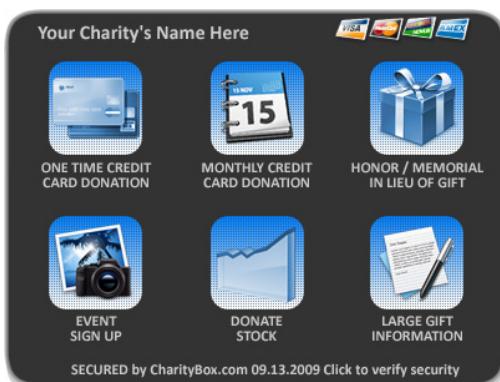 Your Charity's Name Here
VISA
AMEX
15 NOV
15
ONE TIME CREDIT
CARD DONATION
MONTHLY CREDIT
CARD DONATION
HONOR / MEMORIAL
IN LIEU OF GIFT
EVENT
SIGN UP
DONATE
STOCK
LARGE GIFT
INFORMATION
SECURED by CharityBox.com 09.13.2009 Click to verify security